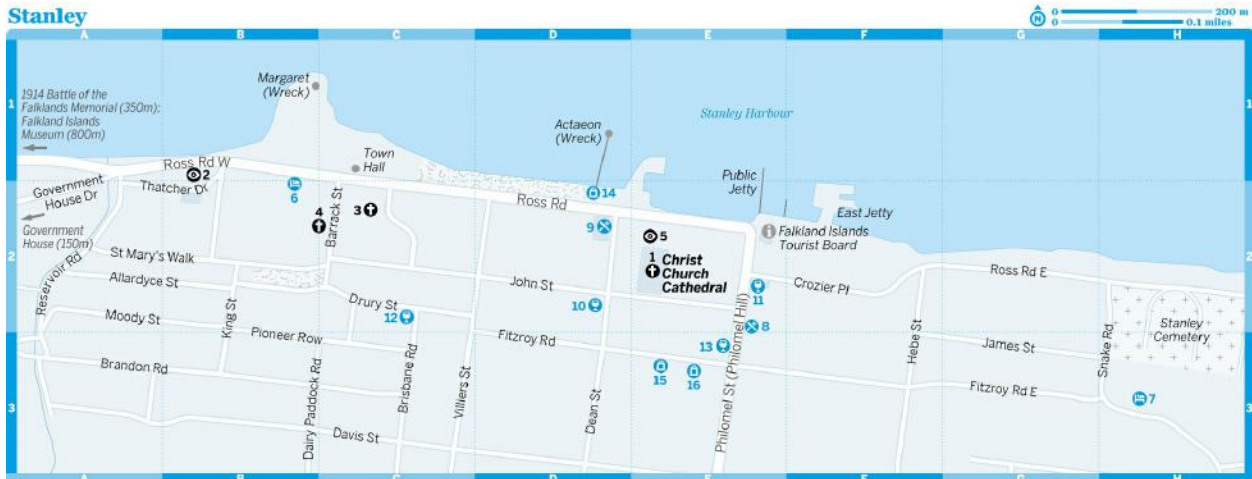 Stanley
0 200 m
0 0.1 miles
N
A B C D E F G H
1
1
Margaret
(Wreck)
1914 Battle of the
Falklands Memorial (350m);
Falkland Islands
Museum (800m)
Actaeon
(Wreck)
Stanley Harbour
Town
Hall
Ross Rd W
2
Thatcher Dr
6
Government
House Dr
Government
House (150m)
3
4
Barrack St
14
Ross Rd
9
5
Public
Jetty
East Jetty
Falkland Islands
Tourist Board
1 Christ
Church
Cathedral
2
2
Reservoir Rd
St Mary's Walk
Allardyce St
John St
11
Crozier Pl
Ross Rd E
Drury St
12
10
Moody St
King St
Pioneer Row
Fitzroy Rd
8
13
Hebe St
James St
Snake Rd
Stanley
Cemetery
Brandon Rd
Dairy Paddock Rd
Brisbane Rd
Villiers St
Dean St
15
16
Philomel St (Philomel Hill)
Fitzroy Rd E
7
3
3
Davis St
A B C D E F G H